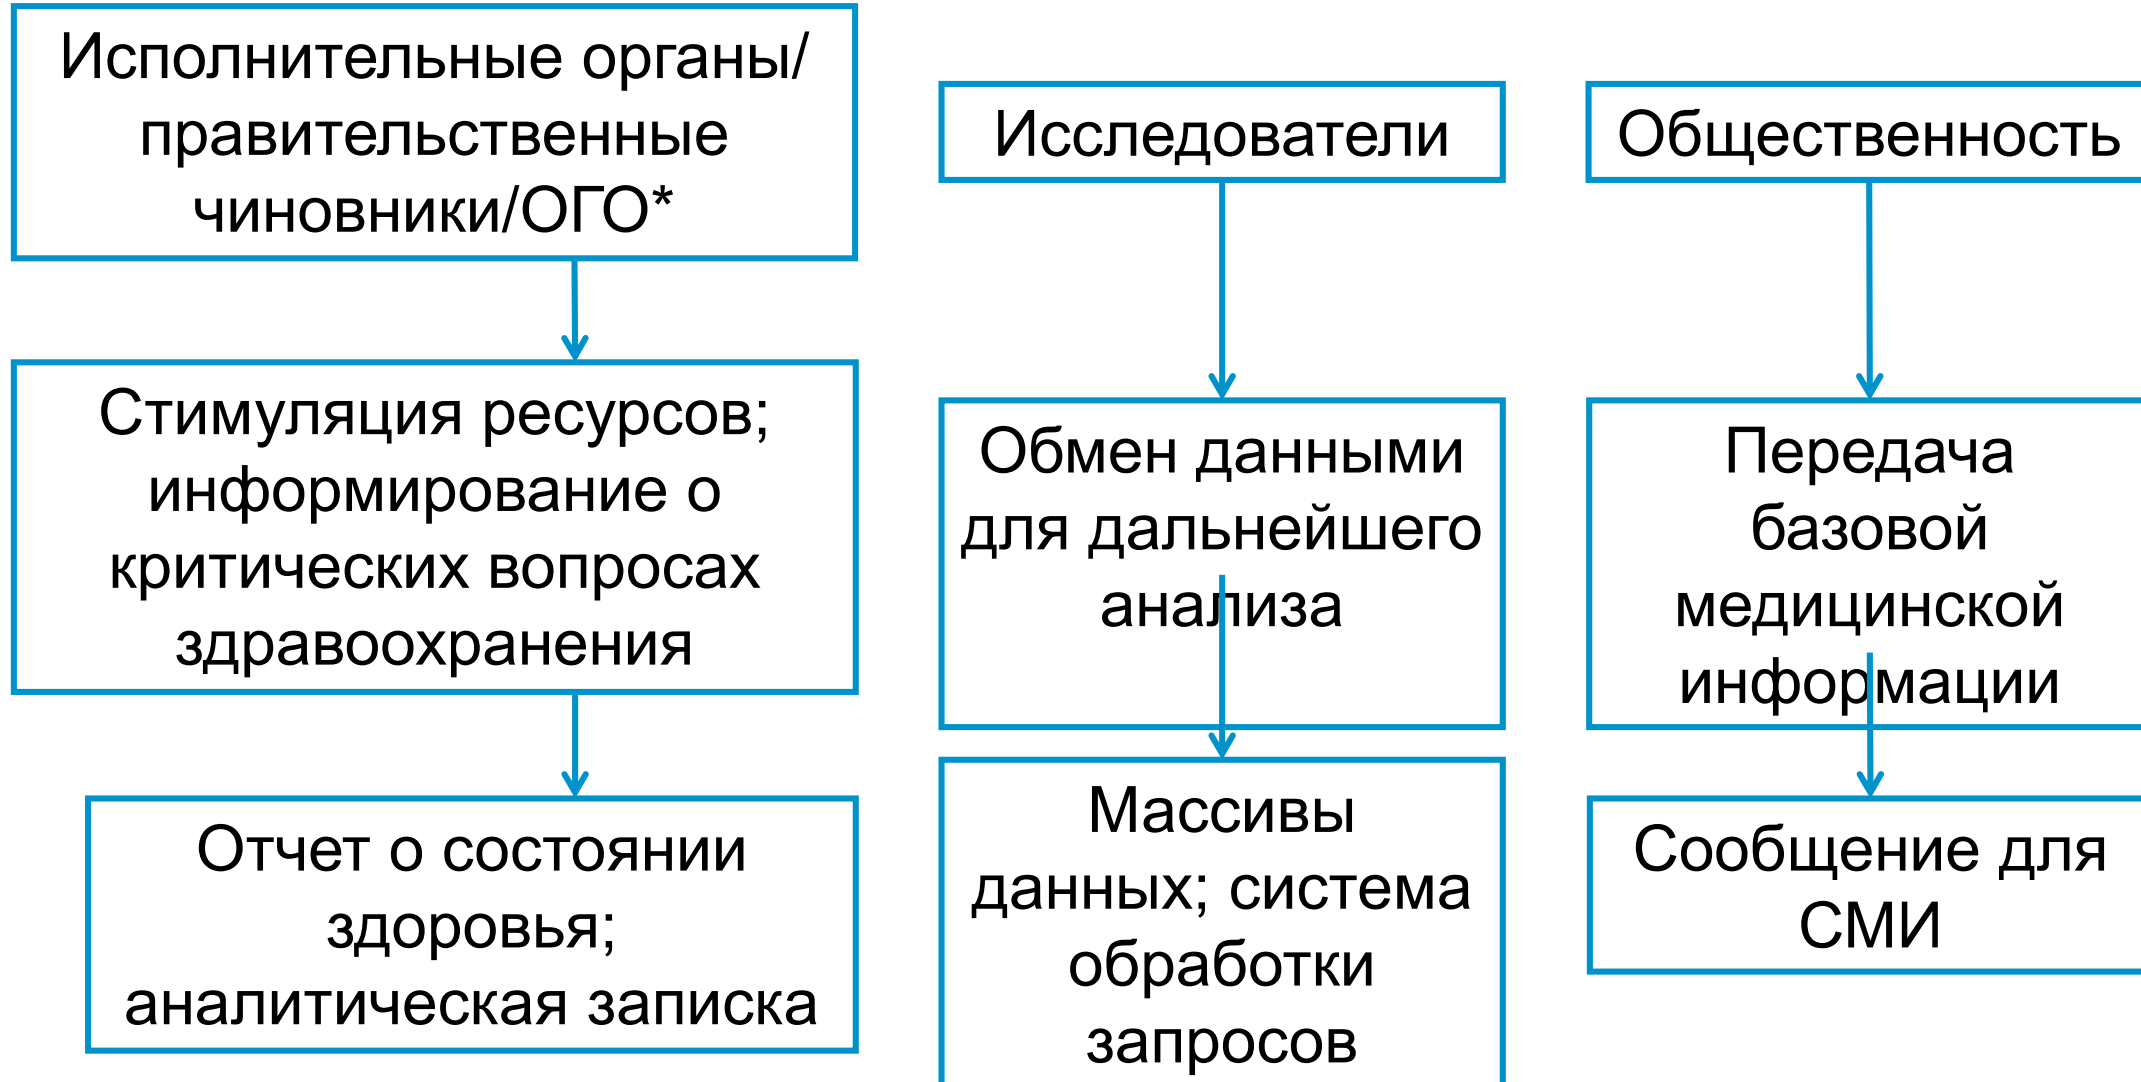 Исполнительные органы/
правительственные
чиновники/ОГО*
Стимуляция ресурсов;
информирование о
критических вопросах
здравоохранения
Отчет о состоянии
здоровья;
аналитическая записка
Исследователи
Обмен данными
для дальнейшего
анализа
Массивы
данных; система
обработки
запросов
Общественность
Передача
базовой
медицинской
информации
Сообщение для
СМИ